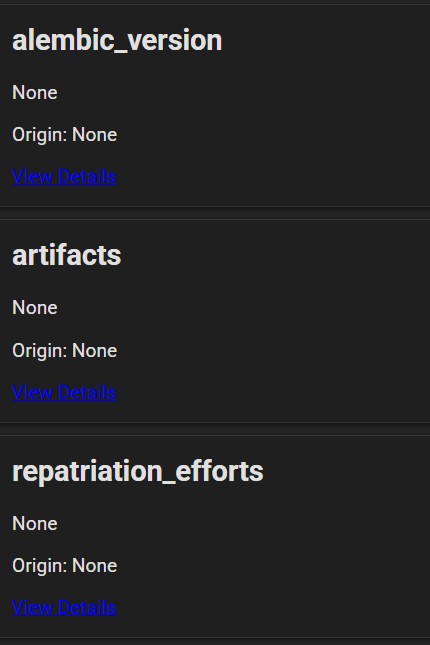 alembic_version
None
Origin: None
View Details
artifacts
None
Origin: None
View Details
repatriation_efforts
None
Origin: None
View Details